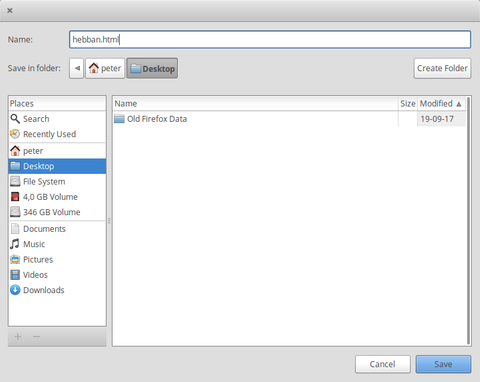 Name: hebban.html
Save in folder: peter Desktop Create Folder
Places
Search
Recently Used
peter
Desktop
File System
4,0 GB Volume
346 GB Volume
Documents
Music
Pictures
Videos
Downloads
Name Size Modified
Old Firefox Data 19-09-17
Cancel Save